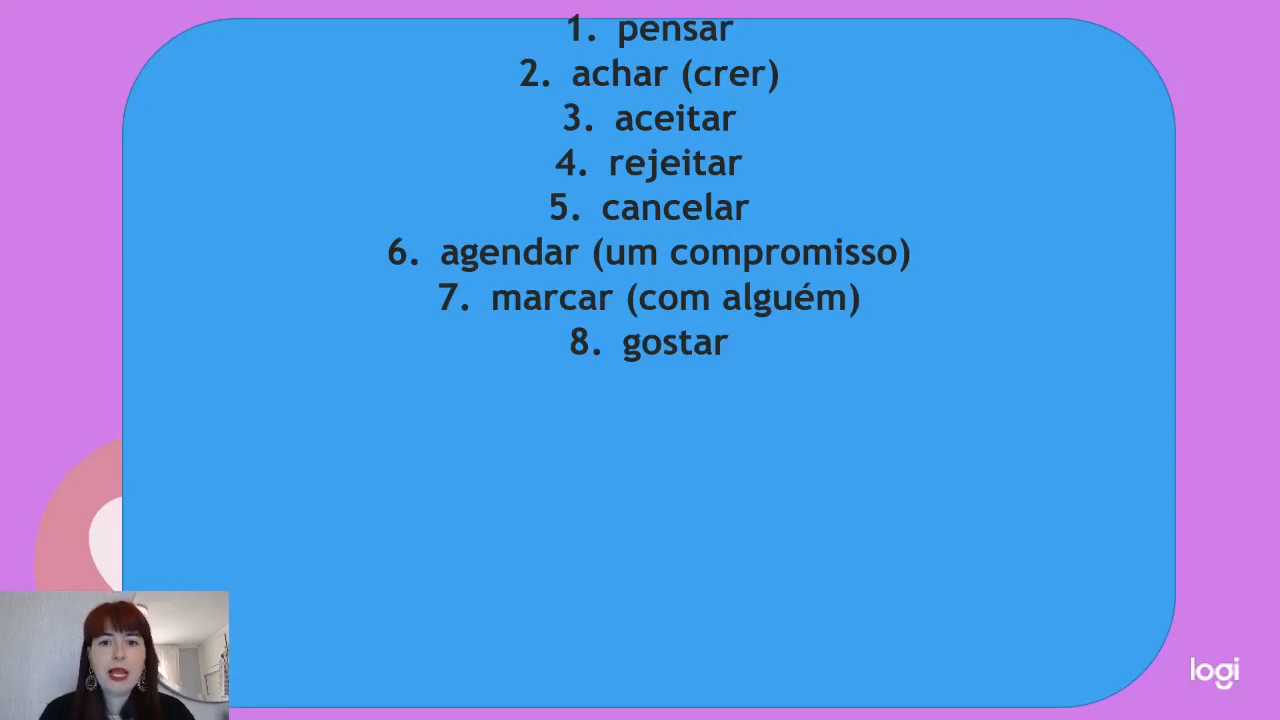 1. pensar
2. achar (crer)
3. aceitar
4. rejeitar
5. cancelar
6. agendar (um compromisso)
7. marcar (com alguém)
8. gostar
logi